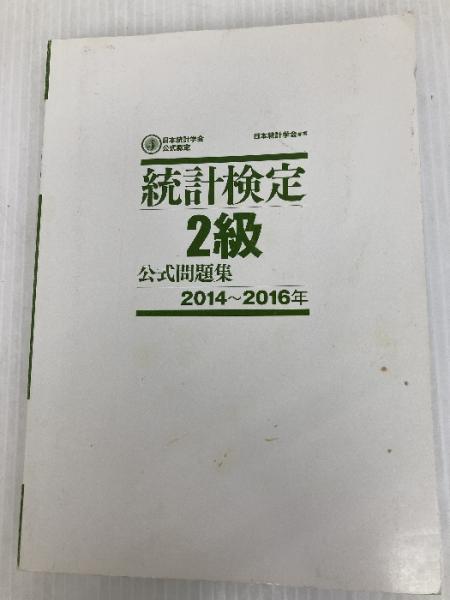 日本統計学会
公式認定
日本統計学会 編
統計検定
2級
公式問題集
2014〜2016年